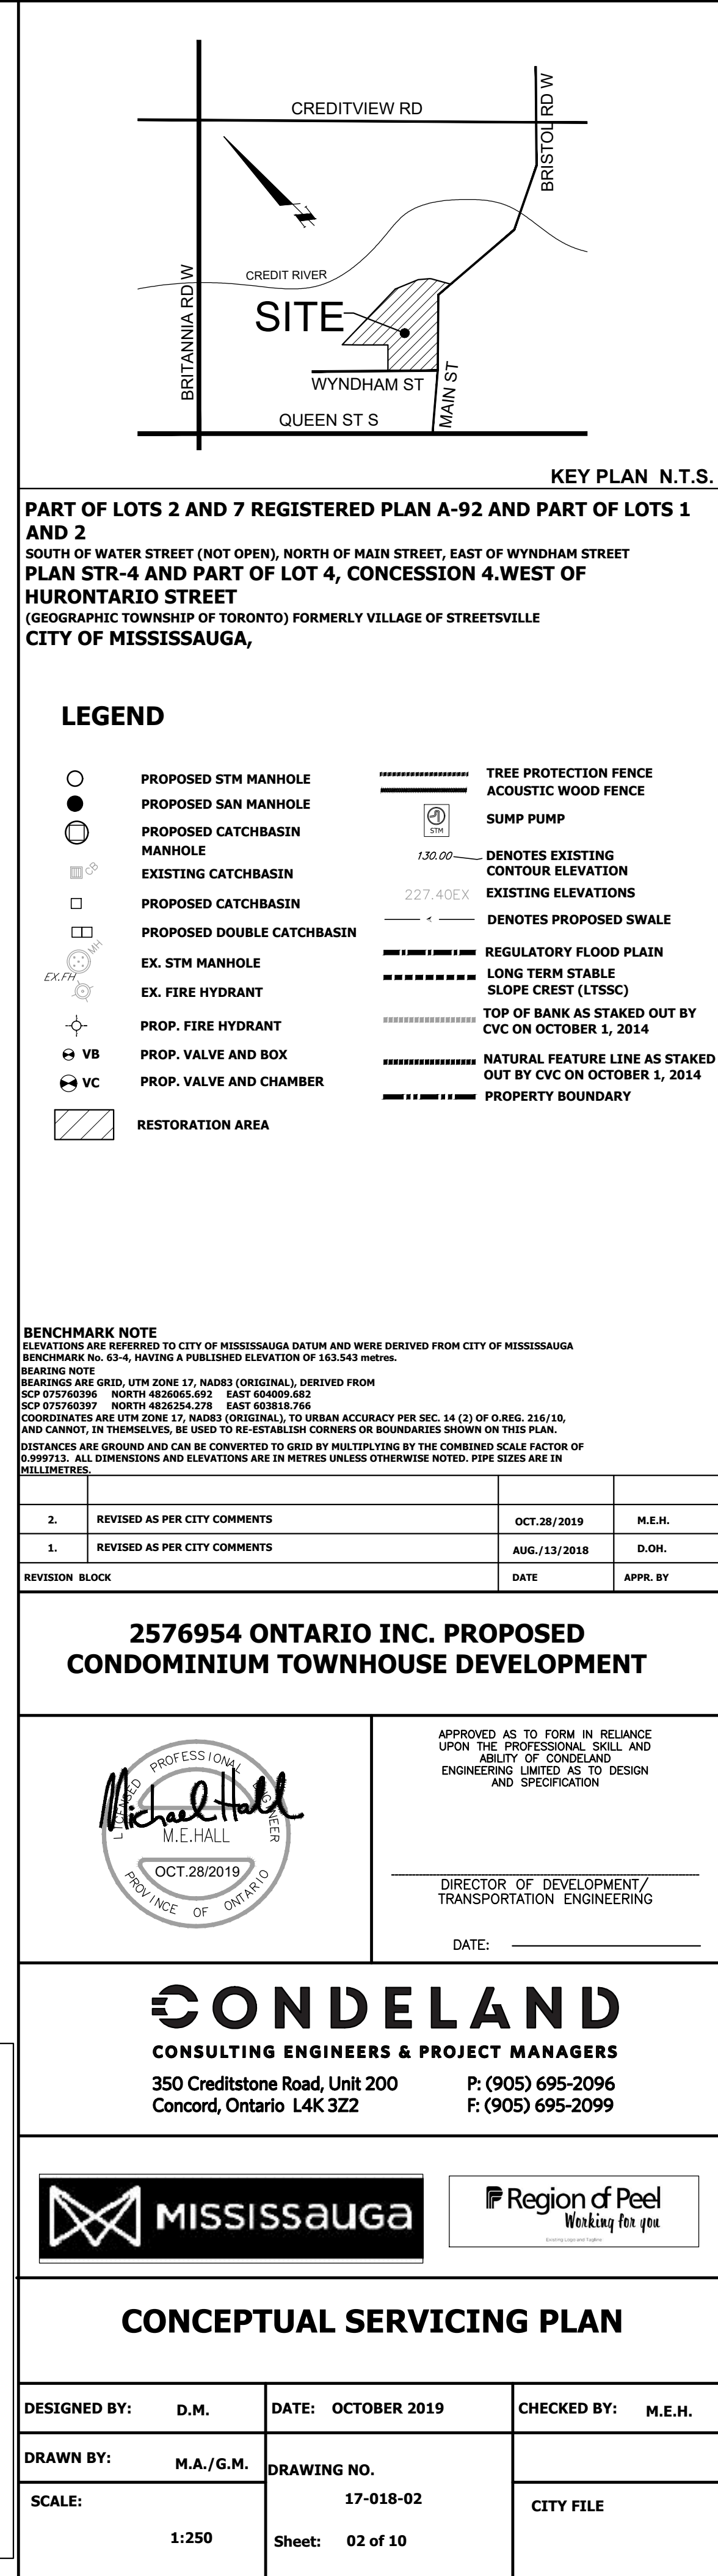 CREDITVIEW RD
BRISTOL RD W
N
CREDIT RIVER
BRITANNIA RD W
SITE
WYNDHAM ST
MAIN ST
QUEEN ST S
KEY PLAN N.T.S.
PART OF LOTS 2 AND 7 REGISTERED PLAN A-92 AND PART OF LOTS 1
AND 2
SOUTH OF WATER STREET (NOT OPEN), NORTH OF MAIN STREET, EAST OF WYNDHAM STREET
PLAN STR-4 AND PART OF LOT 4, CONCESSION 4.WEST OF
HURONTARIO STREET
(GEOGRAPHIC TOWNSHIP OF TORONTO) FORMERLY VILLAGE OF STREETSVILLE
CITY OF MISSISSAUGA,
LEGEND
PROPOSED STM MANHOLE
PROPOSED SAN MANHOLE
PROPOSED CATCHBASIN
MANHOLE
CB
EXISTING CATCHBASIN
PROPOSED CATCHBASIN
PROPOSED DOUBLE CATCHBASIN
MH
EX. STM MANHOLE
EX.FH
EX. FIRE HYDRANT
PROP. FIRE HYDRANT
VB PROP. VALVE AND BOX
VC PROP. VALVE AND CHAMBER
RESTORATION AREA
TREE PROTECTION FENCE
ACOUSTIC WOOD FENCE
STM
SUMP PUMP
130.00 DENOTES EXISTING
CONTOUR ELEVATION
227.40EX EXISTING ELEVATIONS
DENOTES PROPOSED SWALE
REGULATORY FLOOD PLAIN
LONG TERM STABLE
SLOPE CREST (LTSSC)
TOP OF BANK AS STAKED OUT BY
CVC ON OCTOBER 1, 2014
NATURAL FEATURE LINE AS STAKED
OUT BY CVC ON OCTOBER 1, 2014
PROPERTY BOUNDARY
BENCHMARK NOTE
ELEVATIONS ARE REFERRED TO CITY OF MISSISSAUGA DATUM AND WERE DERIVED FROM CITY OF MISSISSAUGA
BENCHMARK No. 63-4, HAVING A PUBLISHED ELEVATION OF 163.543 metres.
BEARING NOTE
BEARINGS ARE GRID, UTM ZONE 17, NAD83 (ORIGINAL), DERIVED FROM
SCP 075760396 NORTH 4826065.692 EAST 604009.682
SCP 075760397 NORTH 4826254.278 EAST 603818.766
COORDINATES ARE UTM ZONE 17, NAD83 (ORIGINAL), TO URBAN ACCURACY PER SEC. 14 (2) OF O.REG. 216/10,
AND CANNOT, IN THEMSELVES, BE USED TO RE-ESTABLISH CORNERS OR BOUNDARIES SHOWN ON THIS PLAN.
DISTANCES ARE GROUND AND CAN BE CONVERTED TO GRID BY MULTIPLYING BY THE COMBINED SCALE FACTOR OF
0.999713. ALL DIMENSIONS AND ELEVATIONS ARE IN METRES UNLESS OTHERWISE NOTED. PIPE SIZES ARE IN
MILLIMETRES.
2. REVISED AS PER CITY COMMENTS OCT.28/2019 M.E.H.
1. REVISED AS PER CITY COMMENTS AUG./13/2018 D.OH.
REVISION BLOCK DATE APPR. BY
2576954 ONTARIO INC. PROPOSED
CONDOMINIUM TOWNHOUSE DEVELOPMENT
LICENSED PROFESSIONAL ENGINEER
Michael Hall
M.E.HALL
OCT.28/2019
PROVINCE OF ONTARIO
APPROVED AS TO FORM IN RELIANCE
UPON THE PROFESSIONAL SKILL AND
ABILITY OF CONDELAND
ENGINEERING LIMITED AS TO DESIGN
AND SPECIFICATION
DIRECTOR OF DEVELOPMENT/
TRANSPORTATION ENGINEERING
DATE:
CONDELAND
CONSULTING ENGINEERS & PROJECT MANAGERS
350 Creditstone Road, Unit 200 P: (905) 695-2096
Concord, Ontario L4K 3Z2 F: (905) 695-2099
MISSISSAUGA
Region of Peel
Working for you
Existing Logo and Tagline
CONCEPTUAL SERVICING PLAN
DESIGNED BY: D.M. DATE: OCTOBER 2019 CHECKED BY: M.E.H.
DRAWN BY: M.A./G.M. DRAWING NO.
17-018-02
SCALE: CITY FILE
1:250 Sheet: 02 of 10